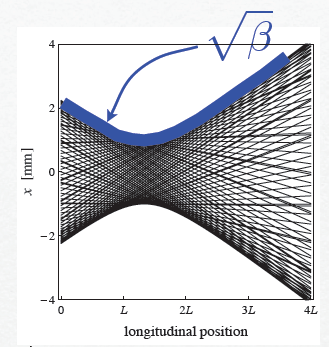 √β
4
2
0
−2
−4
x [mm]
0 L 2L 3L 4L
longitudinal position